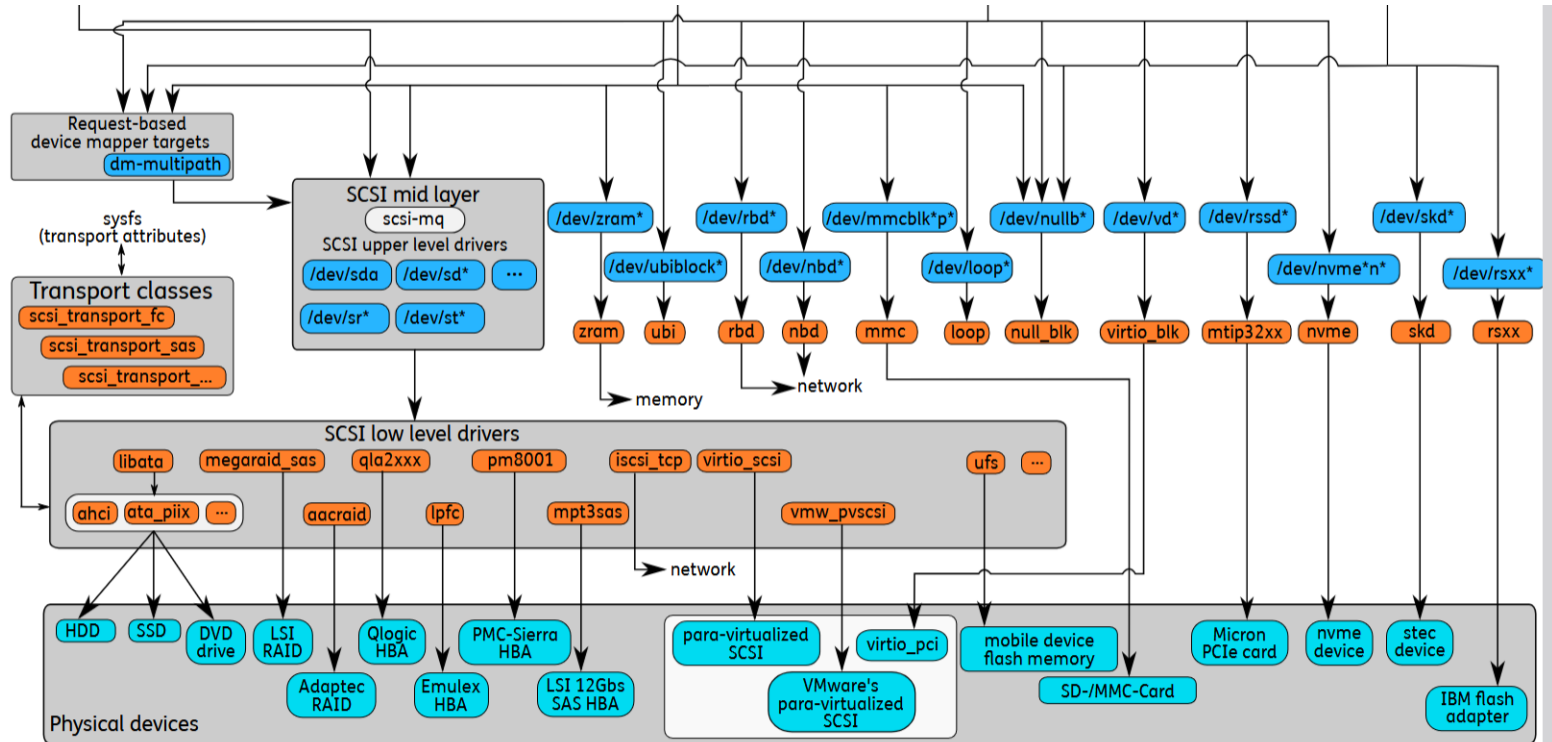 Request-based
device mapper targets
dm-multipath
sysfs
(transport attributes)
Transport classes
scsi_transport_fc
scsi_transport_sas
scsi_transport_...
SCSI mid layer
scsi-mq
SCSI upper level drivers
/dev/sda
/dev/sd*
...
/dev/sr*
/dev/st*
/dev/zram*
/dev/rbd*
/dev/mmcblk*p*
/dev/nullb*
/dev/vd*
/dev/rssd*
/dev/skd*
/dev/ubiblock*
/dev/nbd*
/dev/loop*
/dev/nvme*n*
/dev/rsxx*
zram
ubi
rbd
nbd
mmc
loop
null_blk
virtio_blk
mtip32xx
nvme
skd
rsxx
network
memory
SCSI low level drivers
libata
megaraid_sas
qla2xxx
pm8001
iscsi_tcp
virtio_scsi
ufs
...
ahci
ata_piix
...
aacraid
lpfc
mpt3sas
vmw_pvscsi
network
HDD
SSD
DVD
drive
LSI
RAID
Qlogic
HBA
PMC-Sierra
HBA
para-virtualized
SCSI
virtio_pci
mobile device
flash memory
Micron
PCIe card
nvme
device
stec
device
Adaptec
RAID
Emulex
HBA
LSI 12Gbs
SAS HBA
VMware's
para-virtualized
SCSI
SD-/MMC-Card
IBM flash
adapter
Physical devices